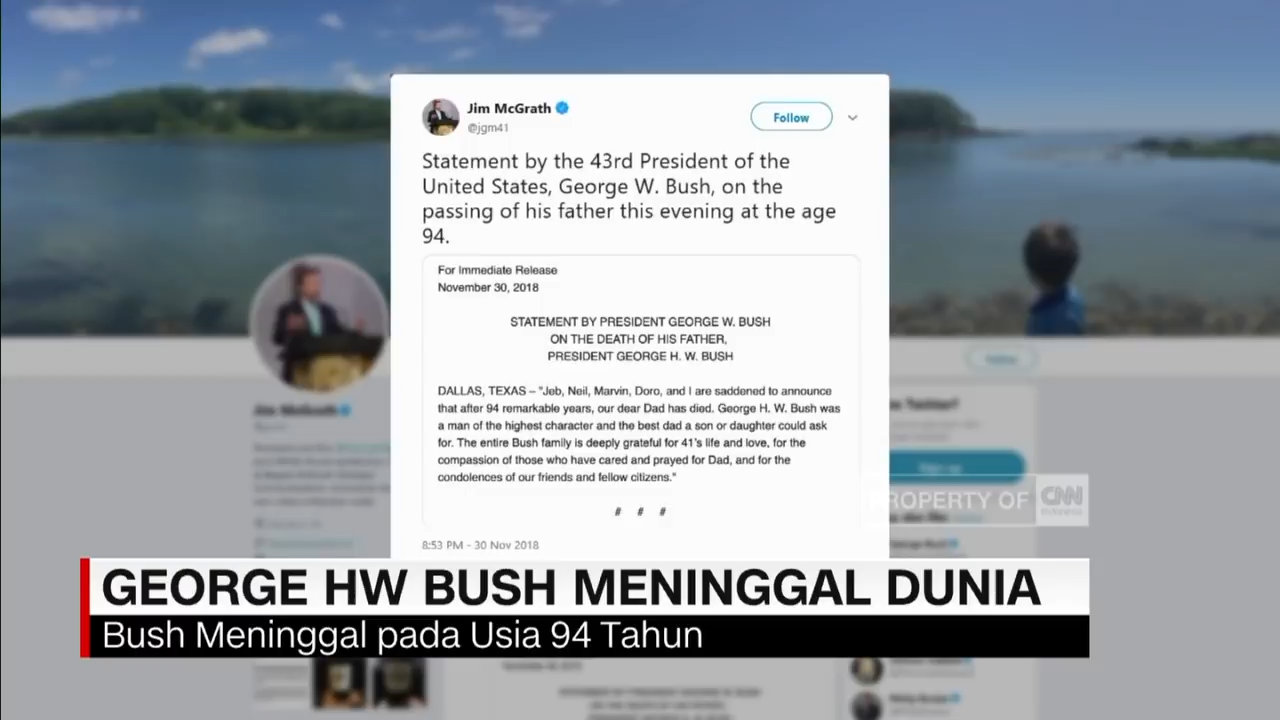 Jim McGrath
@jgm41
Follow
Statement by the 43rd President of the
United States, George W. Bush, on the
passing of his father this evening at the age
94.
For Immediate Release
November 30, 2018
STATEMENT BY PRESIDENT GEORGE W. BUSH
ON THE DEATH OF HIS FATHER,
PRESIDENT GEORGE H. W. BUSH
DALLAS, TEXAS – "Jeb, Neil, Marvin, Doro, and I are saddened to announce
that after 94 remarkable years, our dear Dad has died. George H. W. Bush was
a man of the highest character and the best dad a son or daughter could ask
for. The entire Bush family is deeply grateful for 41's life and love, for the
compassion of those who have cared and prayed for Dad, and for the
condolences of our friends and fellow citizens."
# # #
8:53 PM - 30 Nov 2018
Jim McGrath
Twitter?
Sign up
PROPERTY OF CNN
Indonesia
GEORGE HW BUSH MENINGGAL DUNIA
Bush Meninggal pada Usia 94 Tahun